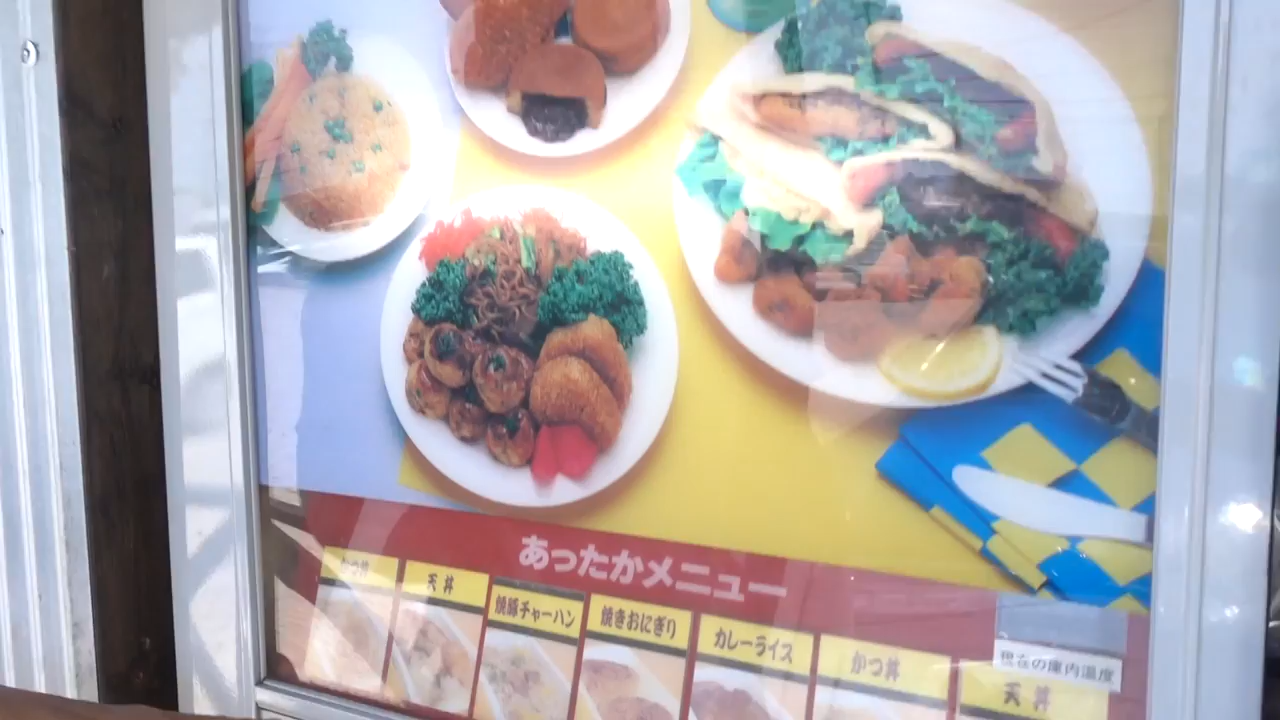 あったかメニュー
かつ丼
天丼
焼豚チャーハン
焼きおにぎり
カレーライス
かつ丼
天丼
現在の庫内温度